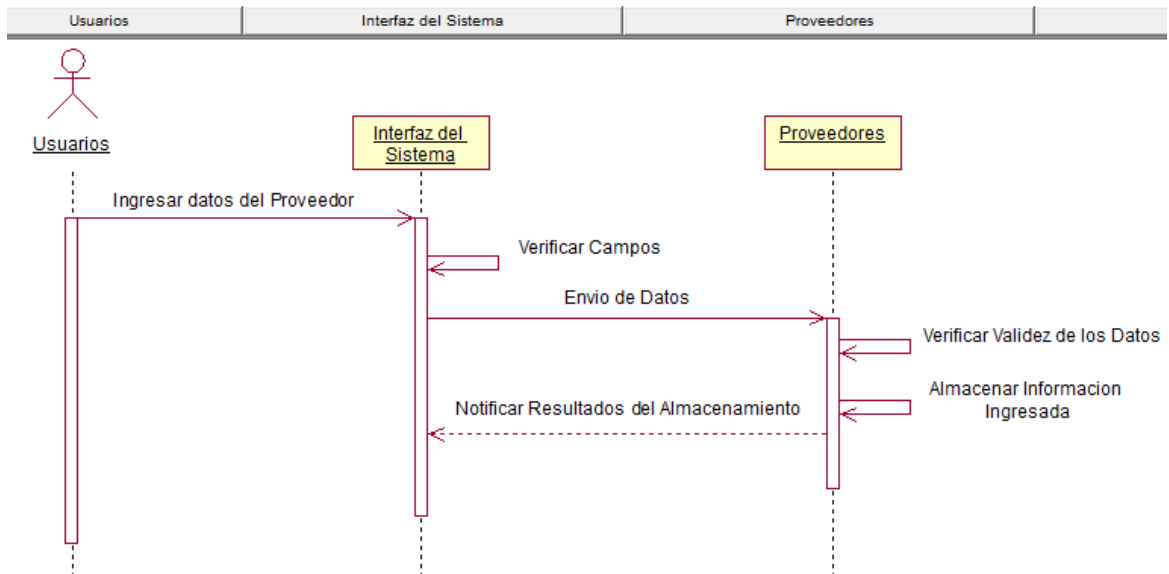 Usuarios
Interfaz del Sistema
Proveedores
Usuarios
Interfaz del
Sistema
Proveedores
Ingresar datos del Proveedor
Verificar Campos
Envio de Datos
Verificar Validez de los Datos
Almacenar Informacion
Ingresada
Notificar Resultados del Almacenamiento